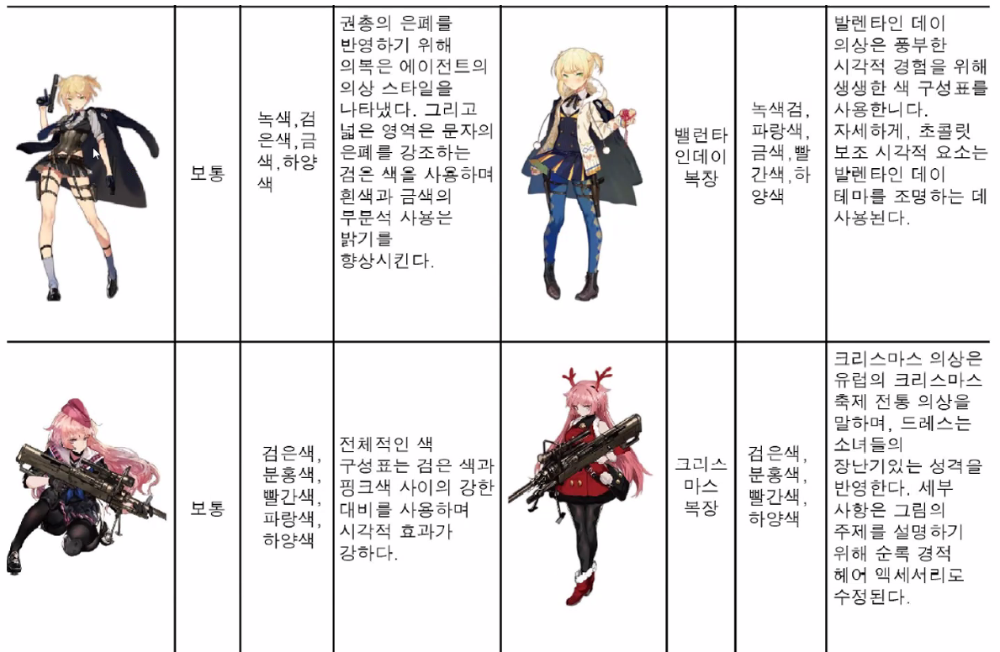 보통
녹색,검
은색,금
색,하양
색
권총의 은폐를
반영하기 위해
의복은 에이전트의
의상 스타일을
나타냈다. 그리고
넓은 영역은 문자의
은폐를 강조하는
검은 색을 사용하며
흰색과 금색의
부분적 사용은
밝기를
향상시킨다.
밸런타
인데이
복장
녹색검,
파랑색,
금색,빨
간색,하
양색
발렌타인 데이
의상은 풍부한
시각적 경험을 위해
생생한 색 구성표를
사용한니다.
자세하게, 초콜릿
보조 시각적 요소는
발렌타인 데이
테마를 조명하는 데
사용된다.
보통
검은색,
분홍색,
빨간색,
파랑색,
하양색
전체적인 색
구성표는 검은 색과
핑크색 사이의 강한
대비를 사용하며
시각적 효과가
강하다.
크리스
마스
복장
검은색,
분홍색,
빨간색,
하양색
크리스마스 의상은
유럽의 크리스마스
축제 전통 의상을
말하며, 드레스는
소녀들의
장난기있는 성격을
반영한다. 세부
사항은 그림의
주제를 설명하기
위해 순록 경적
헤어 액세서리로
수정된다.